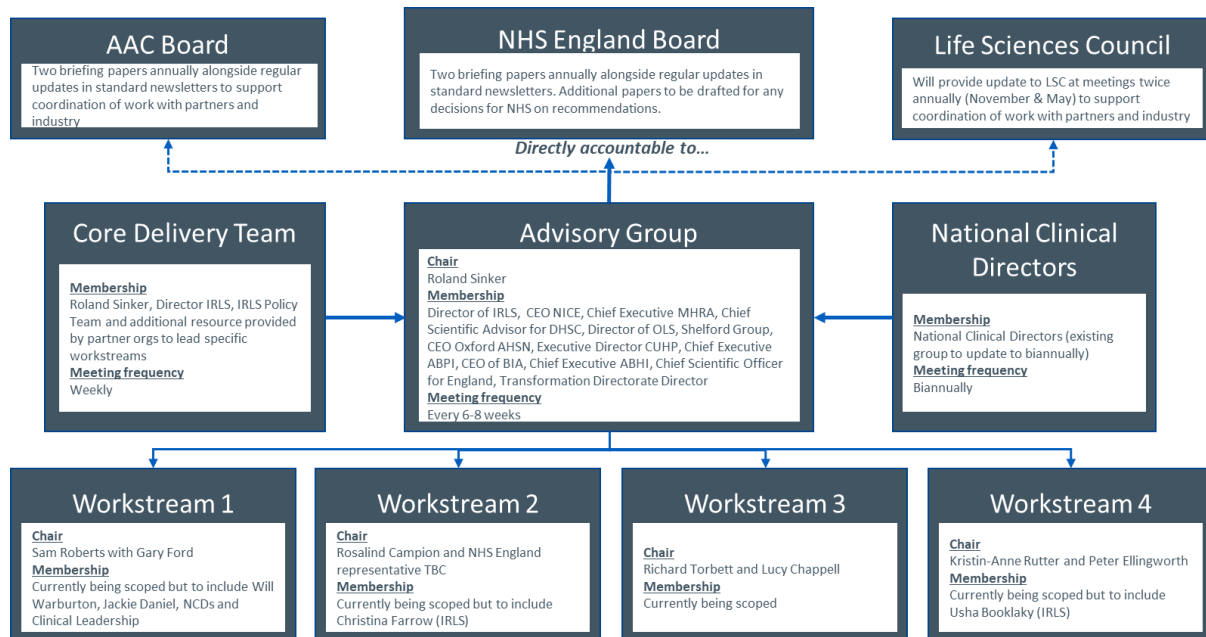 AAC Board
Two briefing papers annually alongside regular
updates in standard newsletters to support
coordination of work with partners and
industry
NHS England Board
Two briefing papers annually alongside regular updates in
standard newsletters. Additional papers to be drafted for any
decisions for NHS on recommendations.
Life Sciences Council
Will provide update to LSC at meetings twice
annually (November & May) to support
coordination of work with partners and industry
Directly accountable to...
Core Delivery Team
Membership
Roland Sinker, Director IRLS, IRLS Policy
Team and additional resource provided
by partner orgs to lead specific
workstreams
Meeting frequency
Weekly
Advisory Group
Chair
Roland Sinker
Membership
Director of IRLS, CEO NICE, Chief Executive MHRA, Chief
Scientific Advisor for DHSC, Director of OLS, Shelford Group,
CEO Oxford AHSN, Executive Director CUHP, Chief Executive
ABPI, CEO of BIA, Chief Executive ABHI, Chief Scientific Officer
for England, Transformation Directorate Director
Meeting frequency
Every 6-8 weeks
National Clinical
Directors
Membership
National Clinical Directors (existing
group to update to biannually)
Meeting frequency
Biannually
Workstream 1
Chair
Sam Roberts with Gary Ford
Membership
Currently being scoped but to include Will
Warburton, Jackie Daniel, NCDs and
Clinical Leadership
Workstream 2
Chair
Rosalind Campion and NHS England
representative TBC
Membership
Currently being scoped but to include
Christina Farrow (IRLS)
Workstream 3
Chair
Richard Torbett and Lucy Chappell
Membership
Currently being scoped
Workstream 4
Chair
Kristin-Anne Rutter and Peter Ellingworth
Membership
Currently being scoped but to include
Usha Booklaky (IRLS)